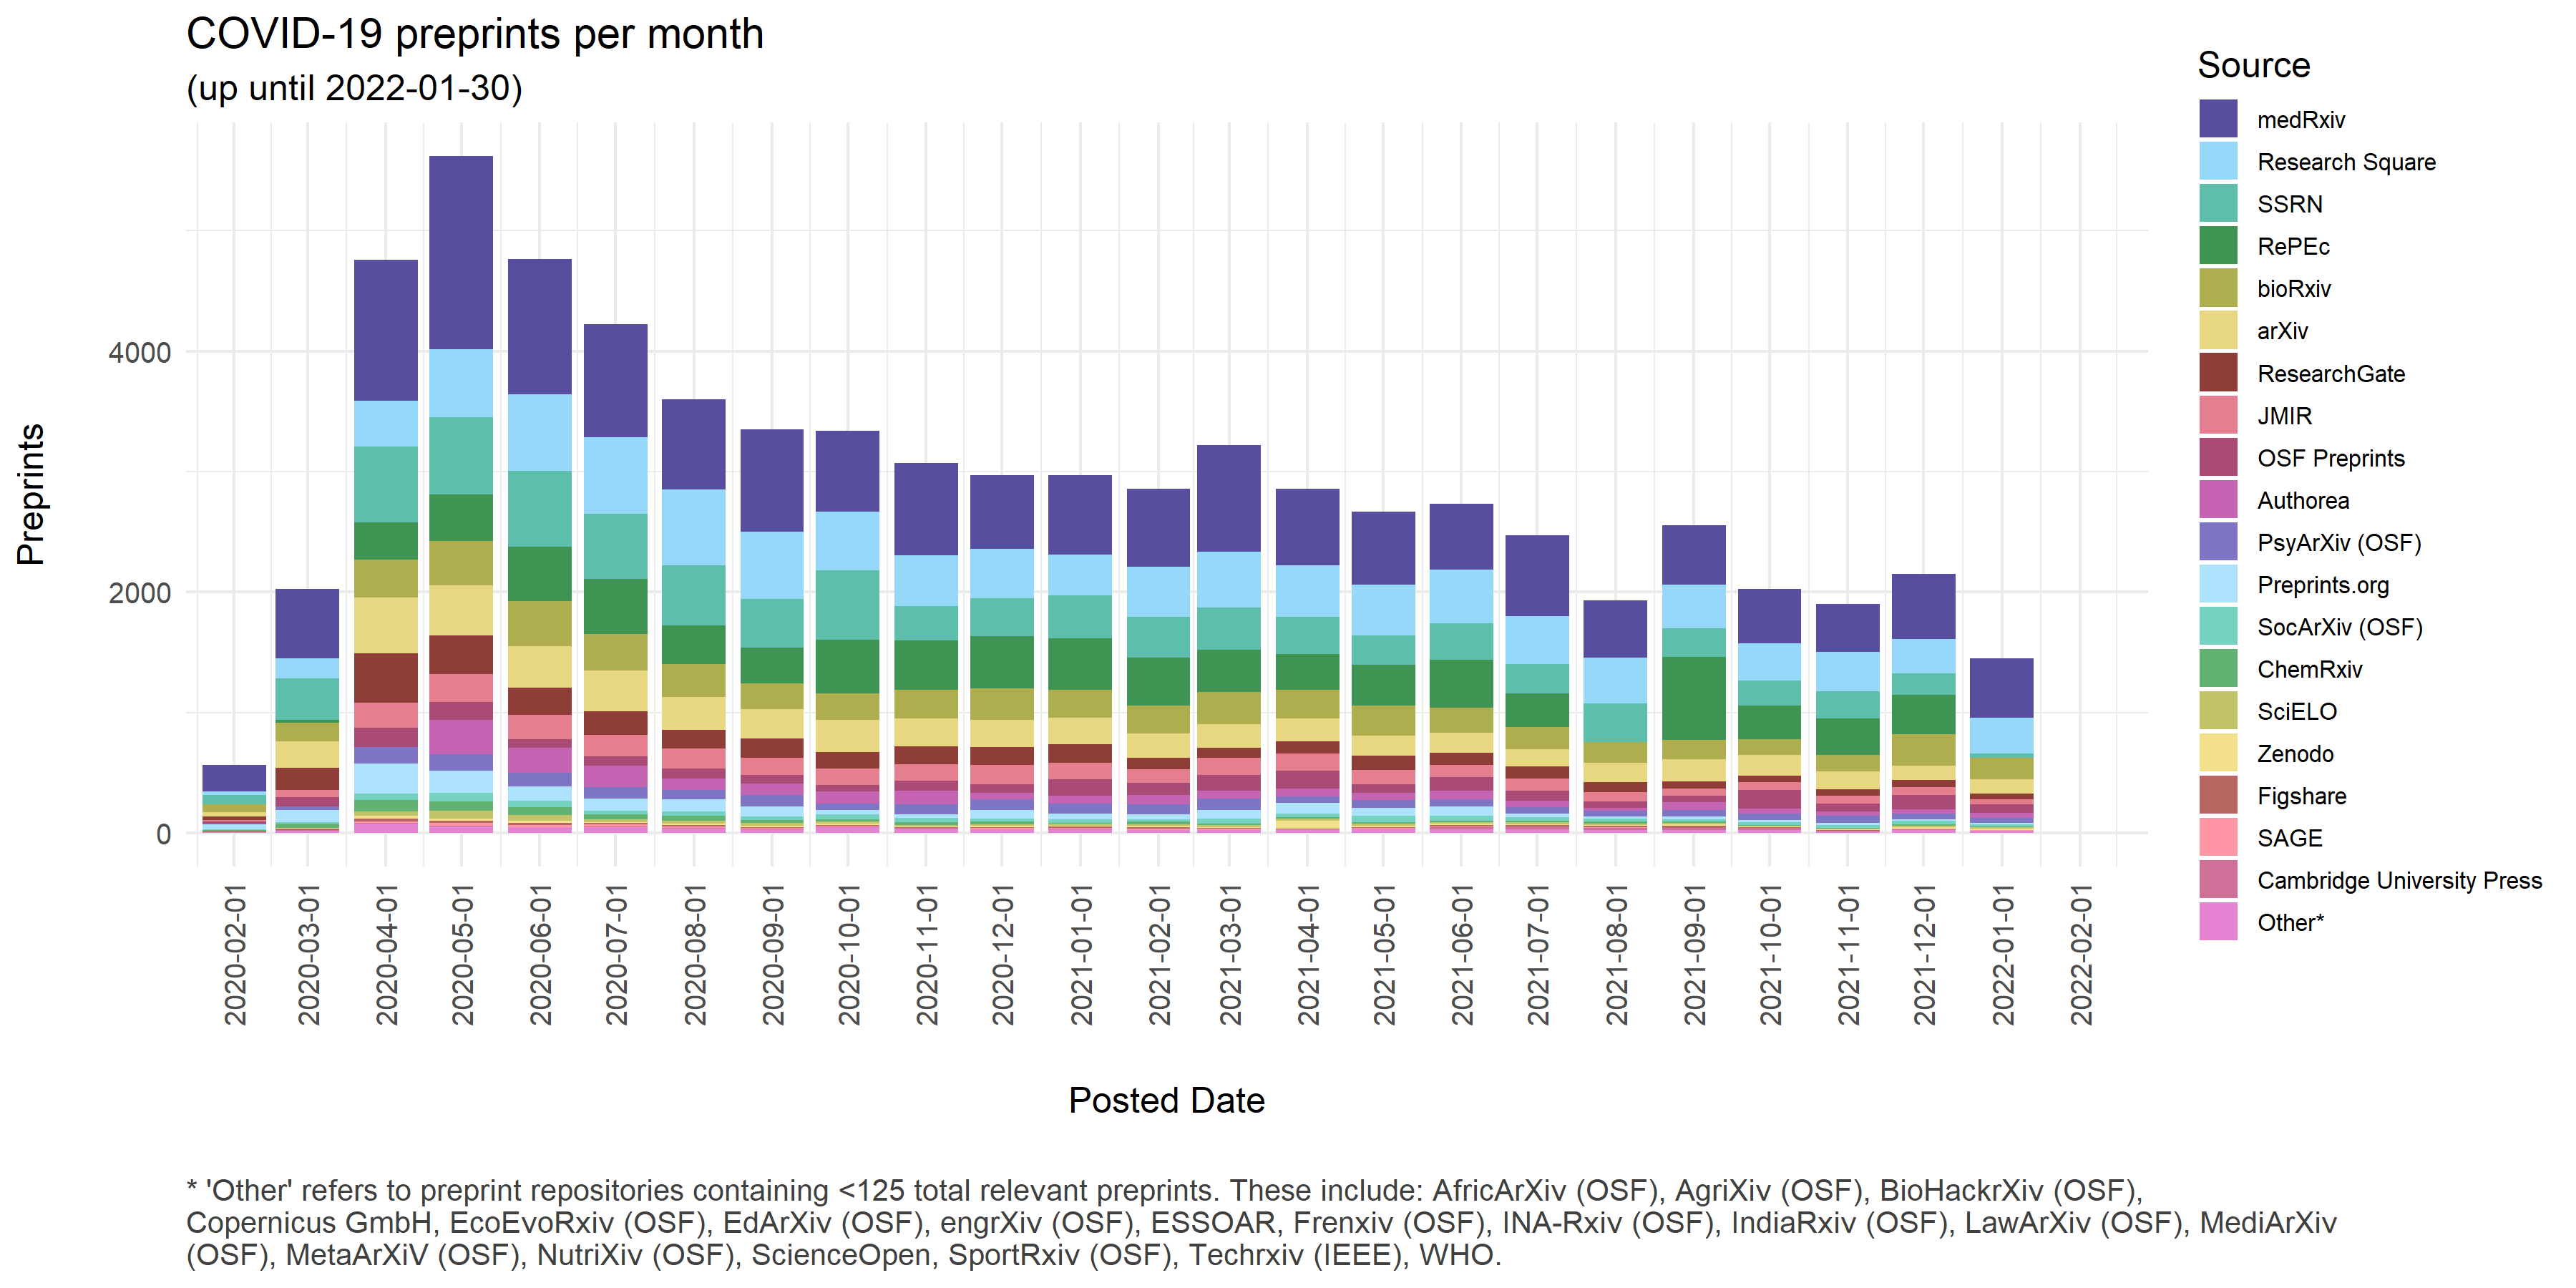 COVID-19 preprints per month
(up until 2022-01-30)
Preprints
4000
2000
0
2020-02-01
2020-03-01
2020-04-01
2020-05-01
2020-06-01
2020-07-01
2020-08-01
2020-09-01
2020-10-01
2020-11-01
2020-12-01
2021-01-01
2021-02-01
2021-03-01
2021-04-01
2021-05-01
2021-06-01
2021-07-01
2021-08-01
2021-09-01
2021-10-01
2021-11-01
2021-12-01
2022-01-01
2022-02-01
Posted Date
Source
medRxiv
Research Square
SSRN
RePEc
bioRxiv
arXiv
ResearchGate
JMIR
OSF Preprints
Authorea
PsyArXiv (OSF)
Preprints.org
SocArXiv (OSF)
ChemRxiv
SciELO
Zenodo
Figshare
SAGE
Cambridge University Press
Other*
* 'Other' refers to preprint repositories containing <125 total relevant preprints. These include: AfricArXiv (OSF), AgriXiv (OSF), BioHackrXiv (OSF),
Copernicus GmbH, EcoEvoRxiv (OSF), EdArXiv (OSF), engrXiv (OSF), ESSOAR, Frenxiv (OSF), INA-Rxiv (OSF), IndiaRxiv (OSF), LawArXiv (OSF), MediArXiv
(OSF), MetaArXiV (OSF), NutriXiv (OSF), ScienceOpen, SportRxiv (OSF), Techrxiv (IEEE), WHO.